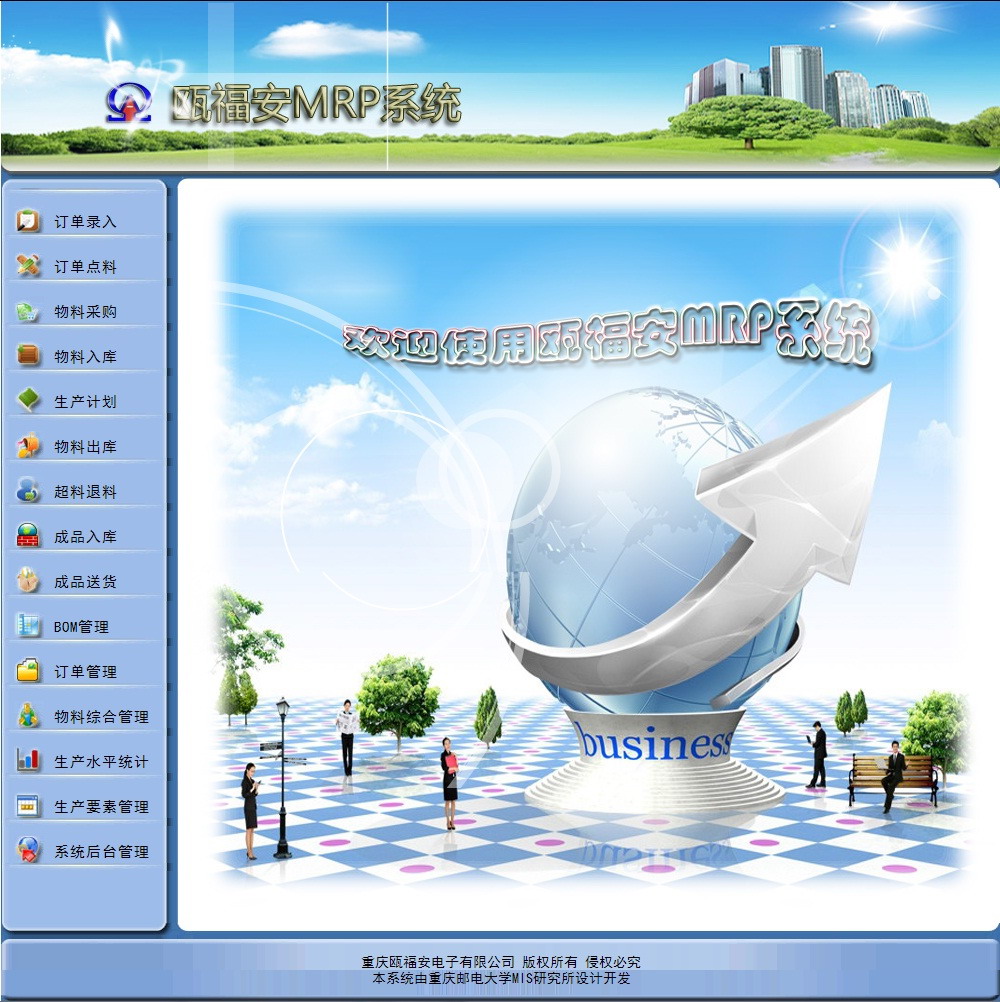 瓯福安MRP系统
订单录入
订单点料
物料采购
物料入库
生产计划
物料出库
超料退料
成品入库
成品送货
BOM管理
订单管理
物料综合管理
生产水平统计
生产要素管理
系统后台管理
欢迎使用瓯福安MRP系统
business
重庆瓯福安电子有限公司 版权所有 侵权必究
本系统由重庆邮电大学MIS研究所设计开发